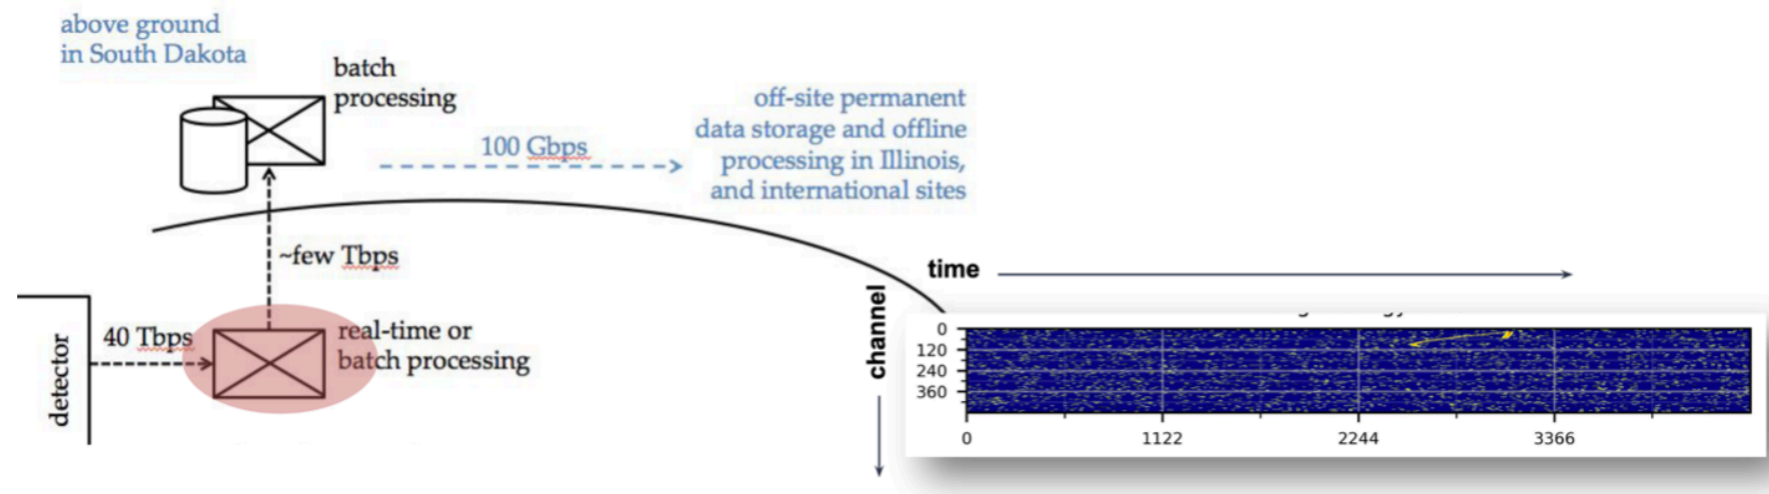 above ground
in South Dakota
batch
processing
100 Gbps
off-site permanent
data storage and offline
processing in Illinois,
and international sites
~few Tbps
detector
40 Tbps
real-time or
batch processing
time
channel
0
120
240
360
0
1122
2244
3366